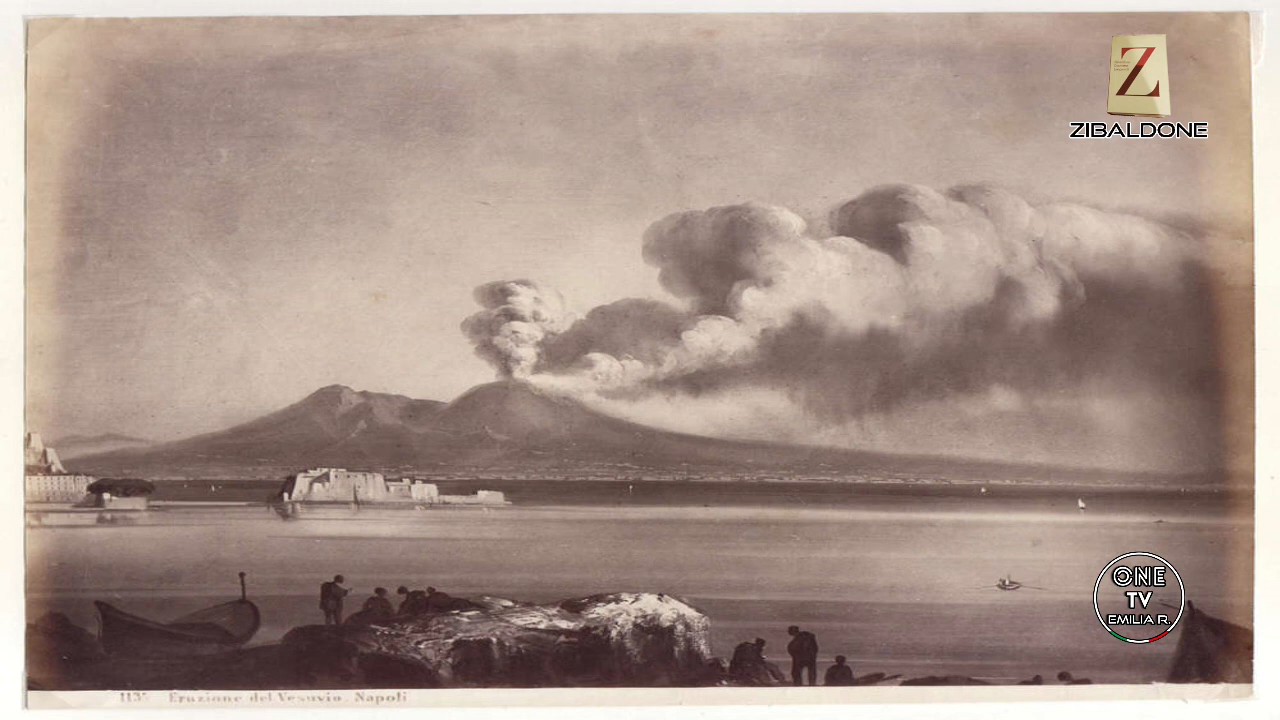 Z
ZIBALDONE
ONE
TV
EMILIA R.
Eruzione del Vesuvio. Napoli